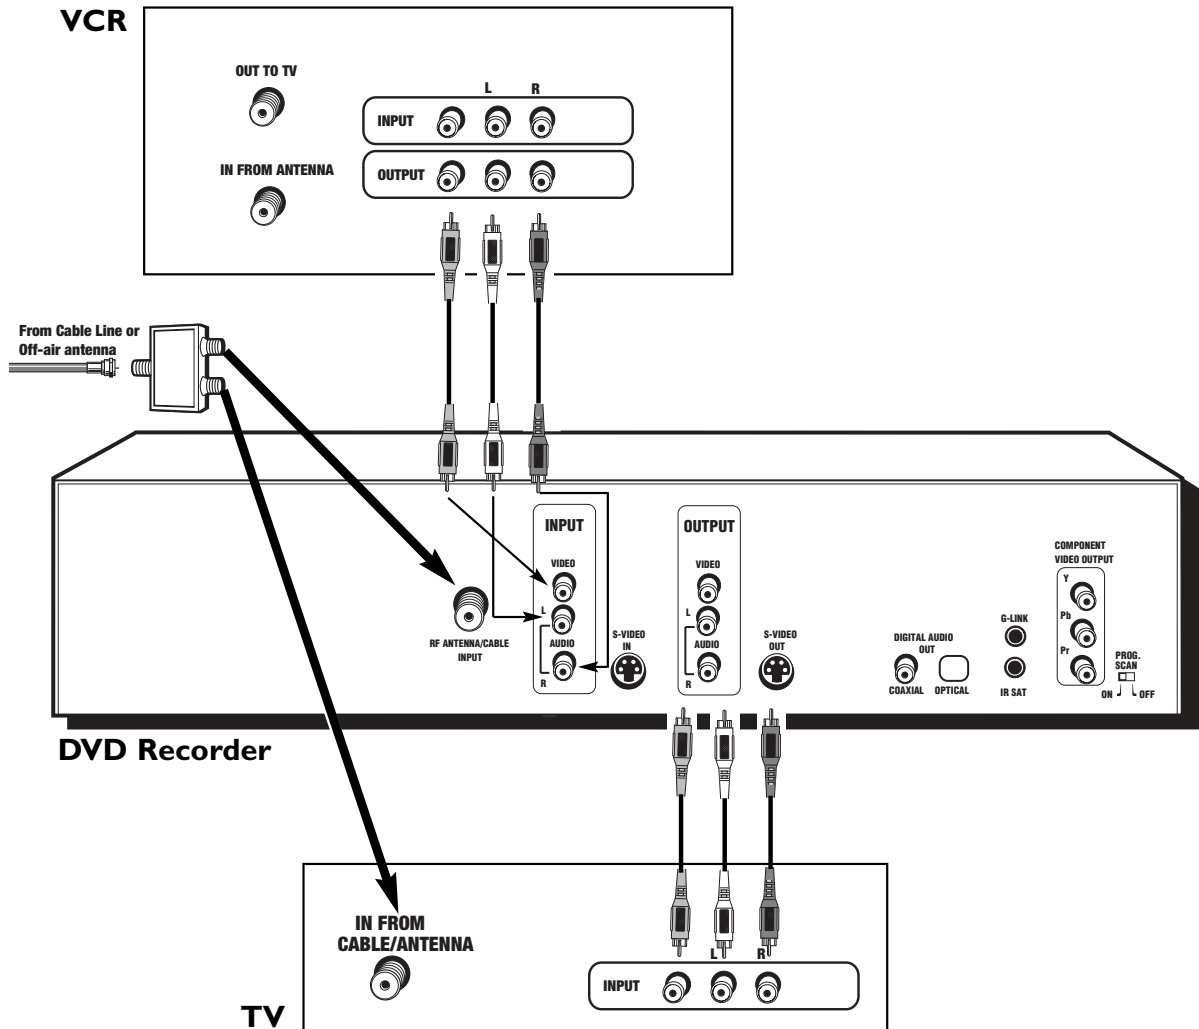 VCR
OUT TO TV
L R
INPUT
IN FROM ANTENNA
OUTPUT
From Cable Line or
Off-air antenna
INPUT
VIDEO
L
AUDIO
R
RF ANTENNA/CABLE
INPUT
S-VIDEO
IN
OUTPUT
VIDEO
L
AUDIO
R
S-VIDEO
OUT
DIGITAL AUDIO
OUT
COAXIAL OPTICAL
G-LINK
IR SAT
COMPONENT
VIDEO OUTPUT
Y
Pb
Pr
PROG.
SCAN
ON OFF
DVD Recorder
IN FROM
CABLE/ANTENNA
L R
INPUT
TV